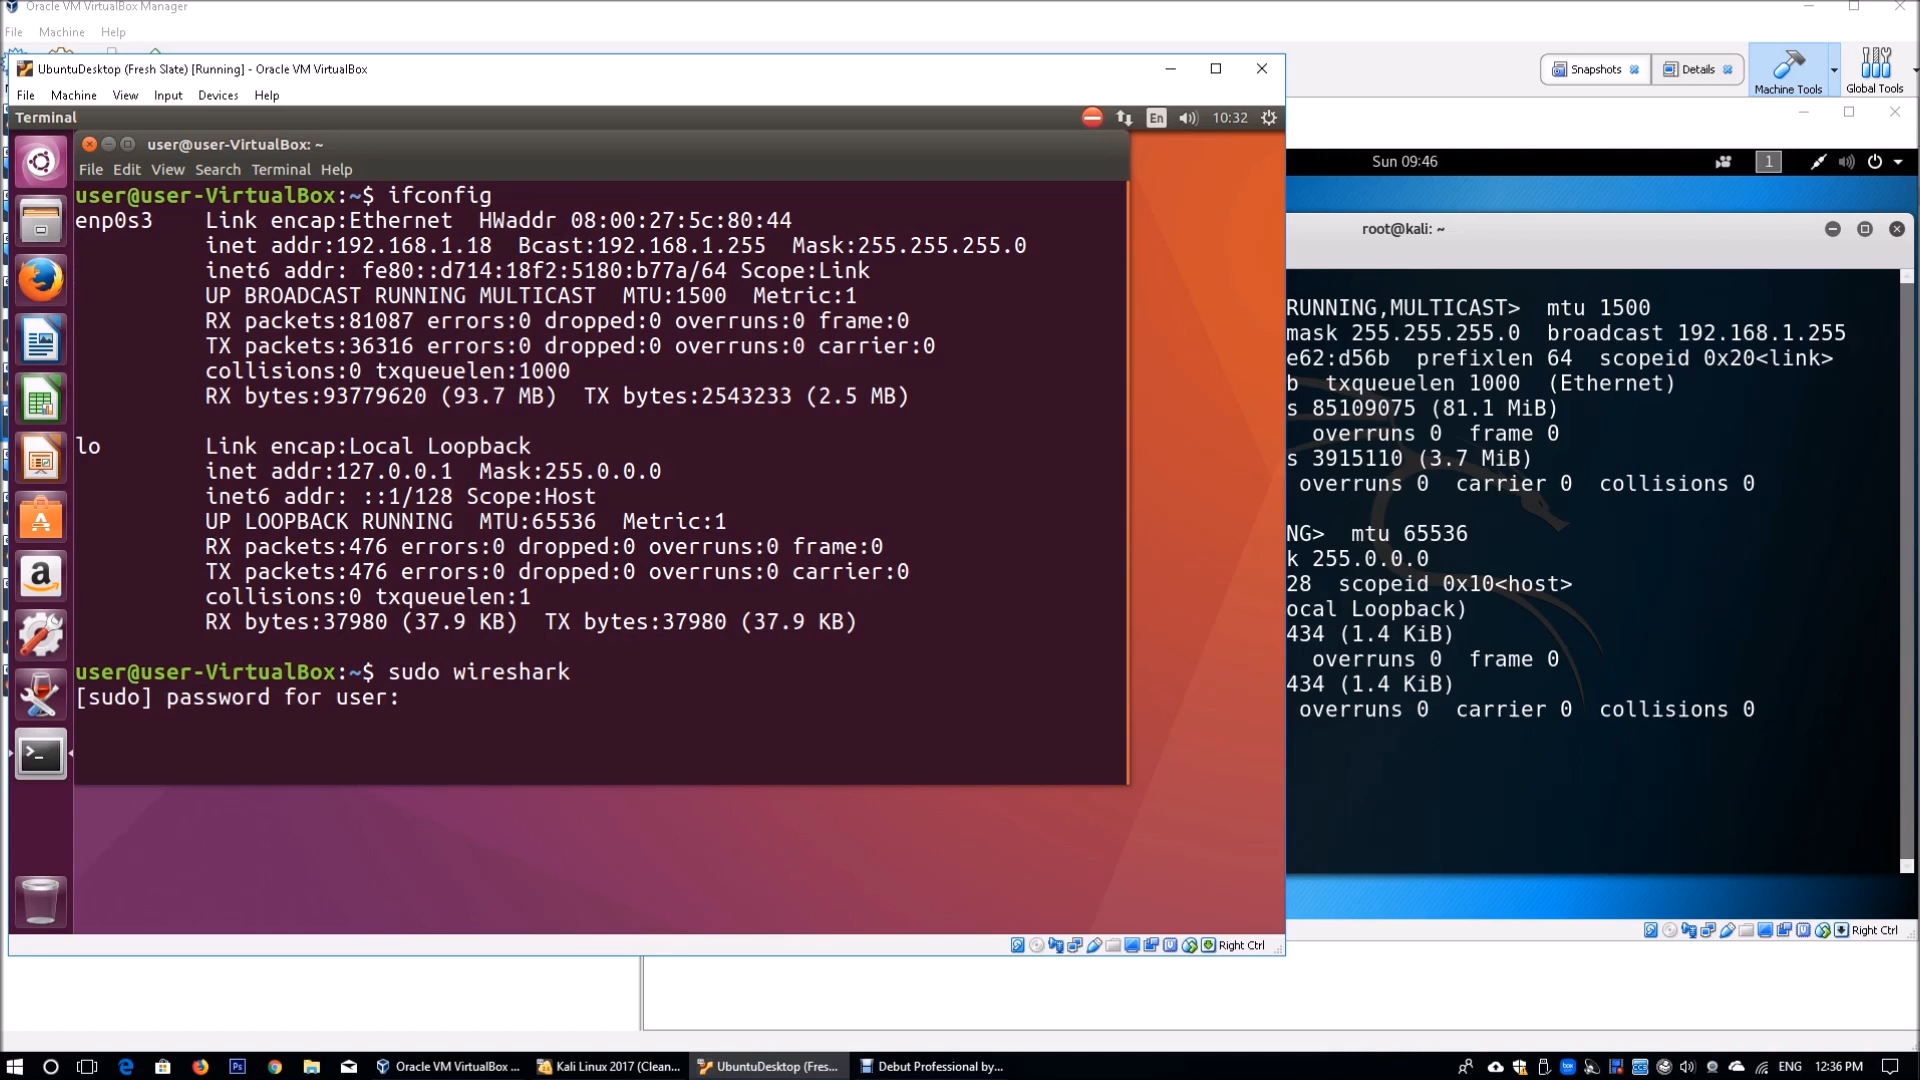 Oracle VM VirtualBox Manager
File Machine Help
UbuntuDesktop (Fresh Slate) [Running] - Oracle VM VirtualBox
File Machine View Input Devices Help
Snapshots
Details
Machine Tools
Global Tools
Terminal
En
10:32
user@user-VirtualBox: ~
File Edit View Search Terminal Help
user@user-VirtualBox:~$ ifconfig
enp0s3 Link encap:Ethernet HWaddr 08:00:27:5c:80:44
inet addr:192.168.1.18 Bcast:192.168.1.255 Mask:255.255.255.0
inet6 addr: fe80::d714:18f2:5180:b77a/64 Scope:Link
UP BROADCAST RUNNING MULTICAST MTU:1500 Metric:1
RX packets:81087 errors:0 dropped:0 overruns:0 frame:0
TX packets:36316 errors:0 dropped:0 overruns:0 carrier:0
collisions:0 txqueuelen:1000
RX bytes:93779620 (93.7 MB) TX bytes:2543233 (2.5 MB)
lo Link encap:Local Loopback
inet addr:127.0.0.1 Mask:255.0.0.0
inet6 addr: ::1/128 Scope:Host
UP LOOPBACK RUNNING MTU:65536 Metric:1
RX packets:476 errors:0 dropped:0 overruns:0 frame:0
TX packets:476 errors:0 dropped:0 overruns:0 carrier:0
collisions:0 txqueuelen:1
RX bytes:37980 (37.9 KB) TX bytes:37980 (37.9 KB)
user@user-VirtualBox:~$ sudo wireshark
[sudo] password for user:
Right Ctrl
Sun 09:46
1
root@kali: ~
RUNNING,MULTICAST> mtu 1500
mask 255.255.255.0 broadcast 192.168.1.255
e62:d56b prefixlen 64 scopeid 0x20<link>
b txqueuelen 1000 (Ethernet)
s 85109075 (81.1 MiB)
overruns 0 frame 0
s 3915110 (3.7 MiB)
overruns 0 carrier 0 collisions 0
NG> mtu 65536
k 255.0.0.0
28 scopeid 0x10<host>
ocal Loopback)
434 (1.4 KiB)
overruns 0 frame 0
434 (1.4 KiB)
overruns 0 carrier 0 collisions 0
Right Ctrl
Oracle VM VirtualBox ...
Kali Linux 2017 (Clean...
UbuntuDesktop (Fres...
Debut Professional by...
ENG
12:36 PM